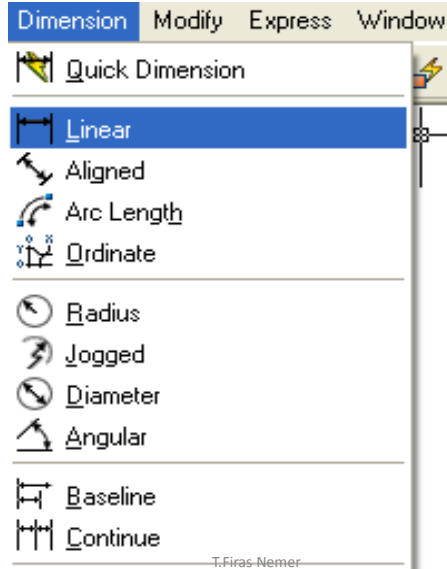 Dimension Modify Express Window
Quick Dimension
Linear
Aligned
Arc Length
Ordinate
Radius
Jogged
Diameter
Angular
Baseline
Continue
T.Firas Nemer